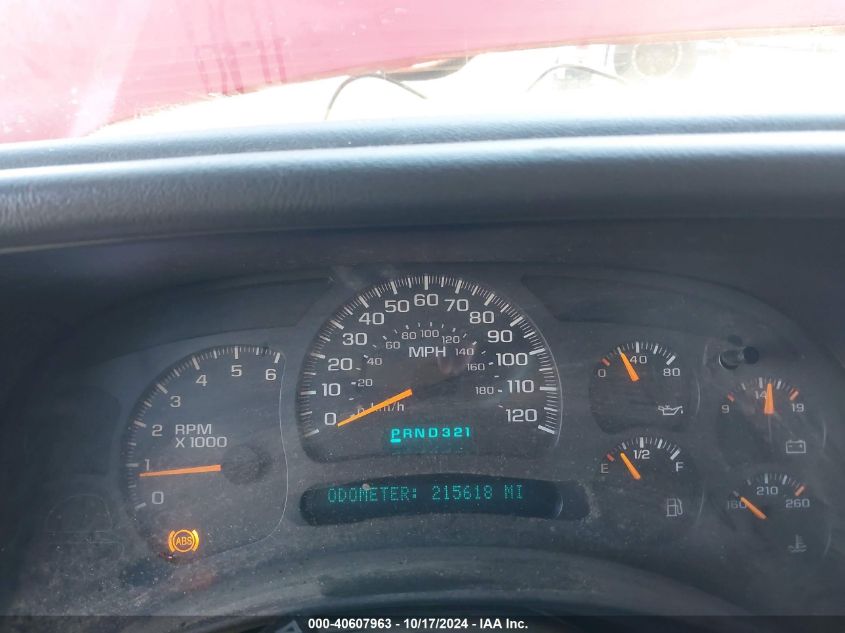 0 1 2 3 4 5 6
RPM
X 1000
ABS
0 10 20 30 40 50 60 70 80 90 100 110 120
20 40 60 80 100 120 140 160 180
MPH
0 km/h
PRND321
ODOMETER: 215618 MI
0 40 80
E 1/2 F
9 14 19
160 210 260
000-40607963 - 10/17/2024 - IAA Inc.